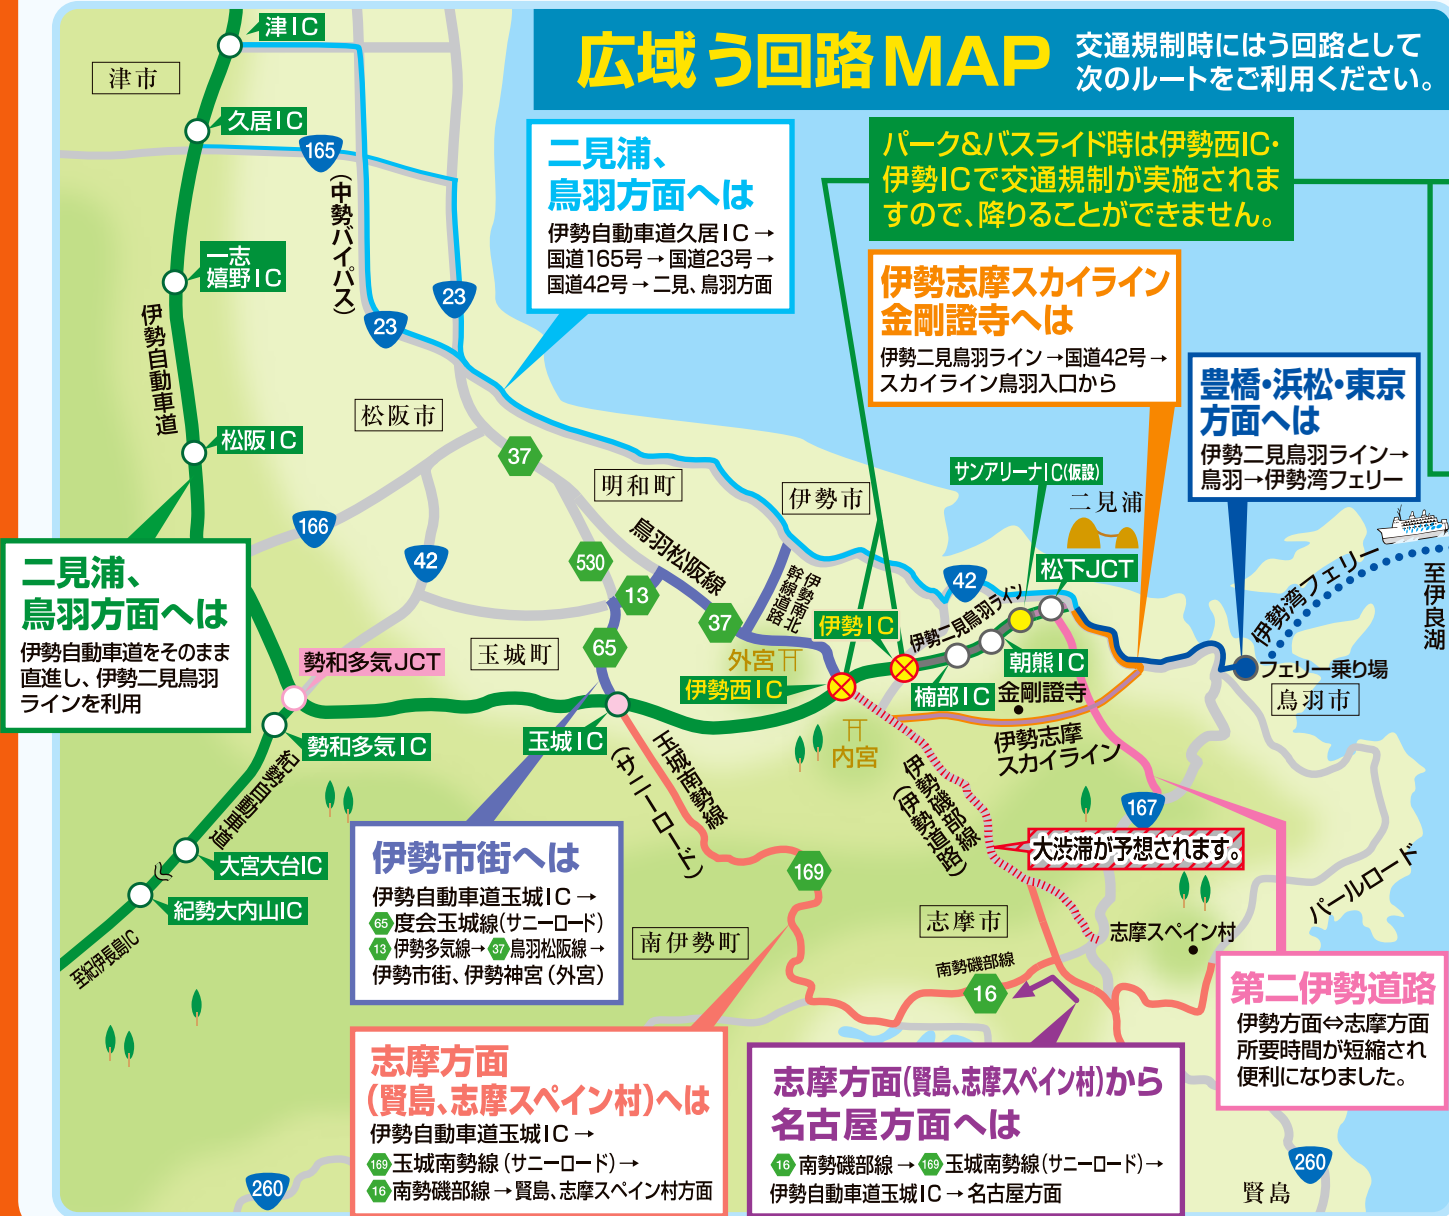 広域う回路MAP
交通規制時にはう回路として
次のルートをご利用ください。
津IC
津市
久居IC
165
(中勢バイパス)
一志
嬉野IC
伊勢自動車道
23
23
松阪IC
松阪市
二見浦、
鳥羽方面へは
伊勢自動車道久居IC→
国道165号→国道23号→
国道42号→二見、鳥羽方面
パーク&バスライド時は伊勢西IC・
伊勢ICで交通規制が実施されま
すので、降りることができません。
伊勢志摩スカイライン
金剛證寺へは
伊勢二見鳥羽ライン→国道42号→
スカイライン鳥羽入口から
豊橋・浜松・東京
方面へは
伊勢二見鳥羽ライン→
鳥羽→伊勢湾フェリー
37
明和町
伊勢市
サンアリーナIC(仮設)
二見浦
166
42
530
13
鳥羽松阪線
37
伊勢南北
幹線道路
42
松下JCT
伊勢二見鳥羽ライン
伊勢IC
伊勢湾フェリー
至伊良湖
二見浦、
鳥羽方面へは
伊勢自動車道をそのまま
直進し、伊勢二見鳥羽
ラインを利用
65
玉城町
外宮
勢和多気JCT
伊勢西IC
朝熊IC
楠部IC
金剛證寺
フェリー乗り場
鳥羽市
勢和多気IC
玉城IC
内宮
伊勢志摩
スカイライン
紀勢自動車道
玉城南勢線
(サニーロード)
伊勢磯部線
(伊勢道路)
167
大渋滞が予想されます。
大宮大台IC
紀勢大内山IC
至紀伊長島IC
伊勢市街へは
伊勢自動車道玉城IC→
65度会玉城線(サニーロード)
13伊勢多気線→37鳥羽松阪線→
伊勢市街、伊勢神宮(外宮)
169
南伊勢町
志摩市
志摩スペイン村
パールロード
南勢磯部線
16
第二伊勢道路
伊勢方面⇔志摩方面
所要時間が短縮され
便利になりました。
志摩方面
(賢島、志摩スペイン村)へは
伊勢自動車道玉城IC→
169玉城南勢線(サニーロード)→
16南勢磯部線→賢島、志摩スペイン村方面
志摩方面(賢島、志摩スペイン村)から
名古屋方面へは
16南勢磯部線→169玉城南勢線(サニーロード)→
伊勢自動車道玉城IC→名古屋方面
260
260
賢島